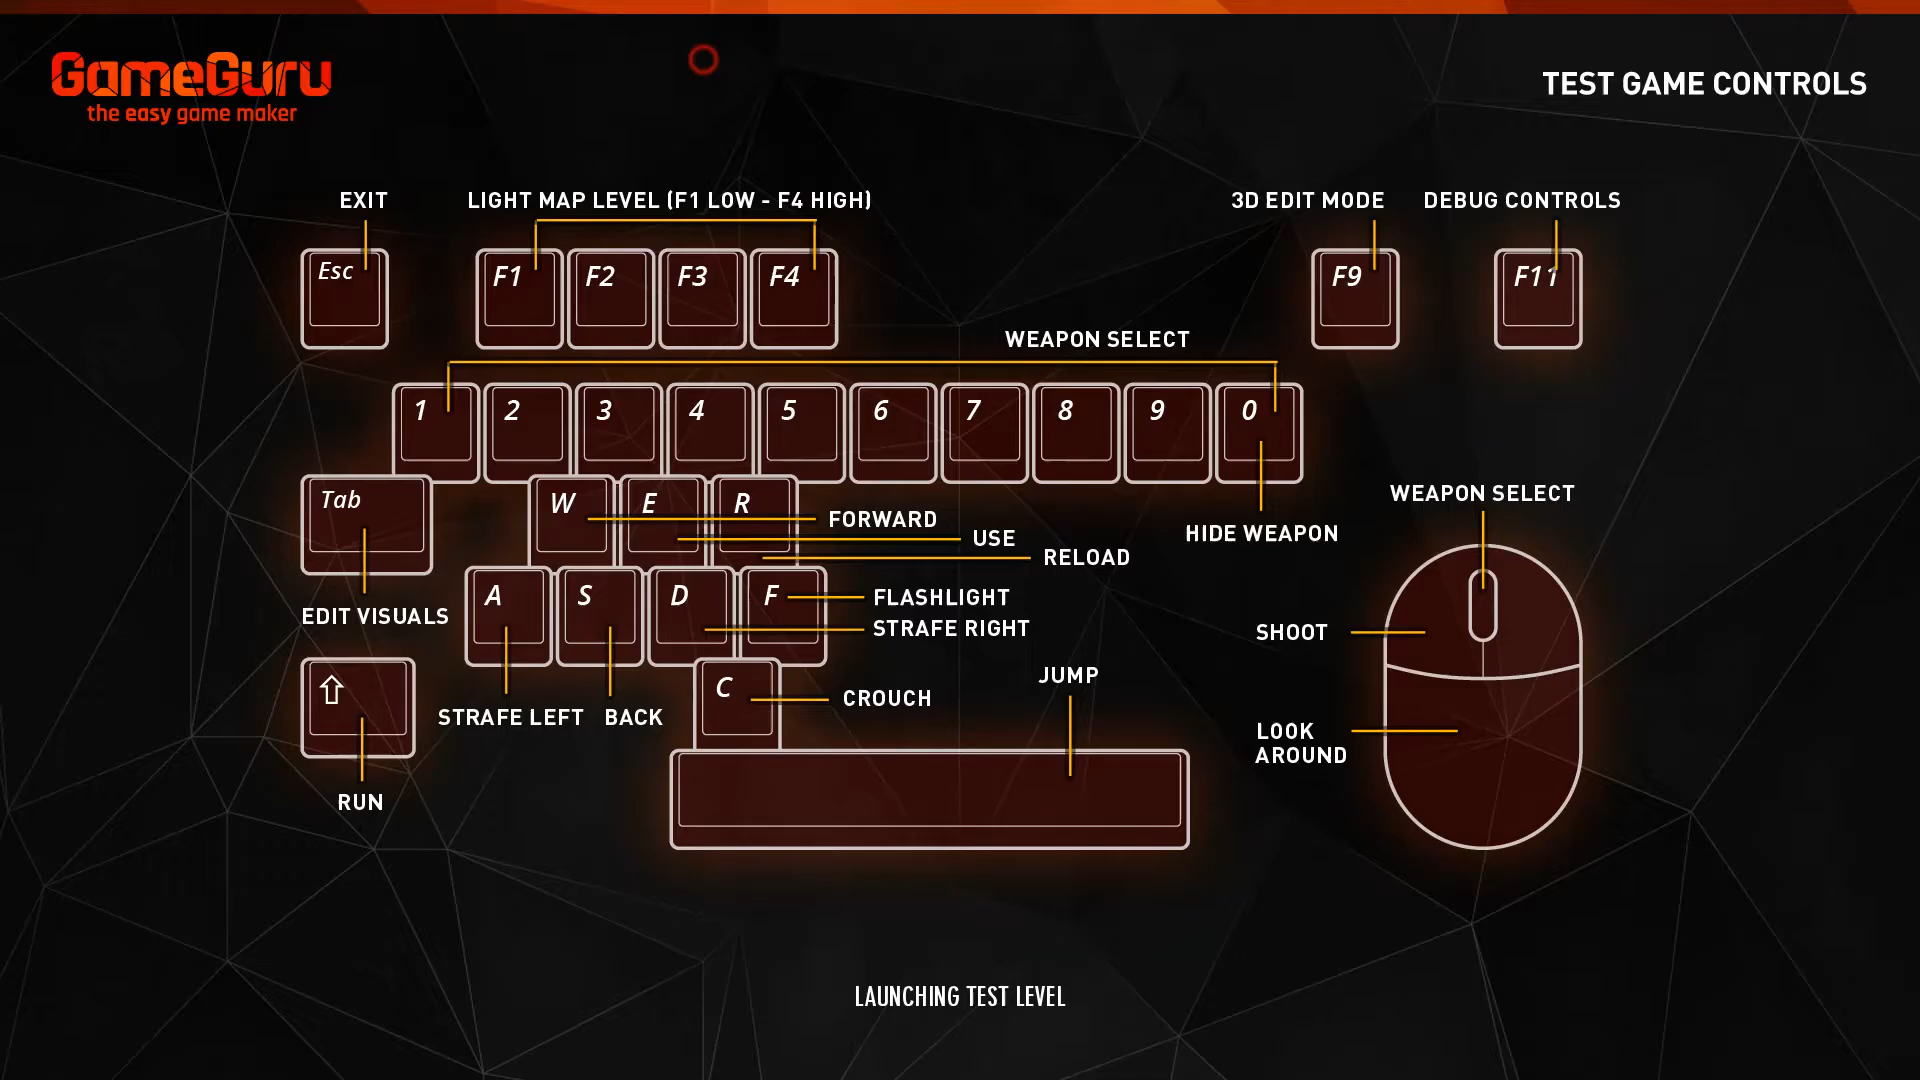 GameGuru
the easy game maker
TEST GAME CONTROLS
EXIT
LIGHT MAP LEVEL (F1 LOW - F4 HIGH)
3D EDIT MODE
DEBUG CONTROLS
Esc
F1
F2
F3
F4
F9
F11
WEAPON SELECT
1
2
3
4
5
6
7
8
9
0
Tab
W
E
R
FORWARD
USE
RELOAD
HIDE WEAPON
WEAPON SELECT
EDIT VISUALS
A
S
D
F
FLASHLIGHT
STRAFE RIGHT
SHOOT
STRAFE LEFT
BACK
C
CROUCH
JUMP
LOOK
AROUND
RUN
LAUNCHING TEST LEVEL